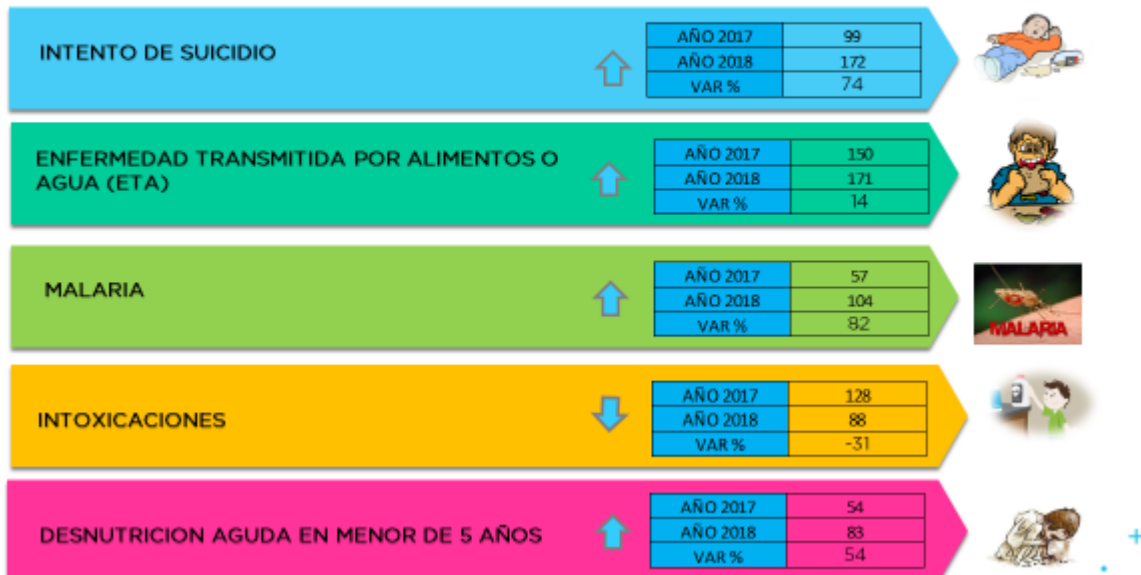 INTENTO DE SUICIDIO
AÑO 2017 99
AÑO 2018 172
VAR % 74
ENFERMEDAD TRANSMITIDA POR ALIMENTOS O
AGUA (ETA)
AÑO 2017 150
AÑO 2018 171
VAR % 14
MALARIA
AÑO 2017 57
AÑO 2018 104
VAR % 82
MALARIA
INTOXICACIONES
AÑO 2017 128
AÑO 2018 88
VAR % -31
DESNUTRICION AGUDA EN MENOR DE 5 AÑOS
AÑO 2017 54
AÑO 2018 83
VAR % 54